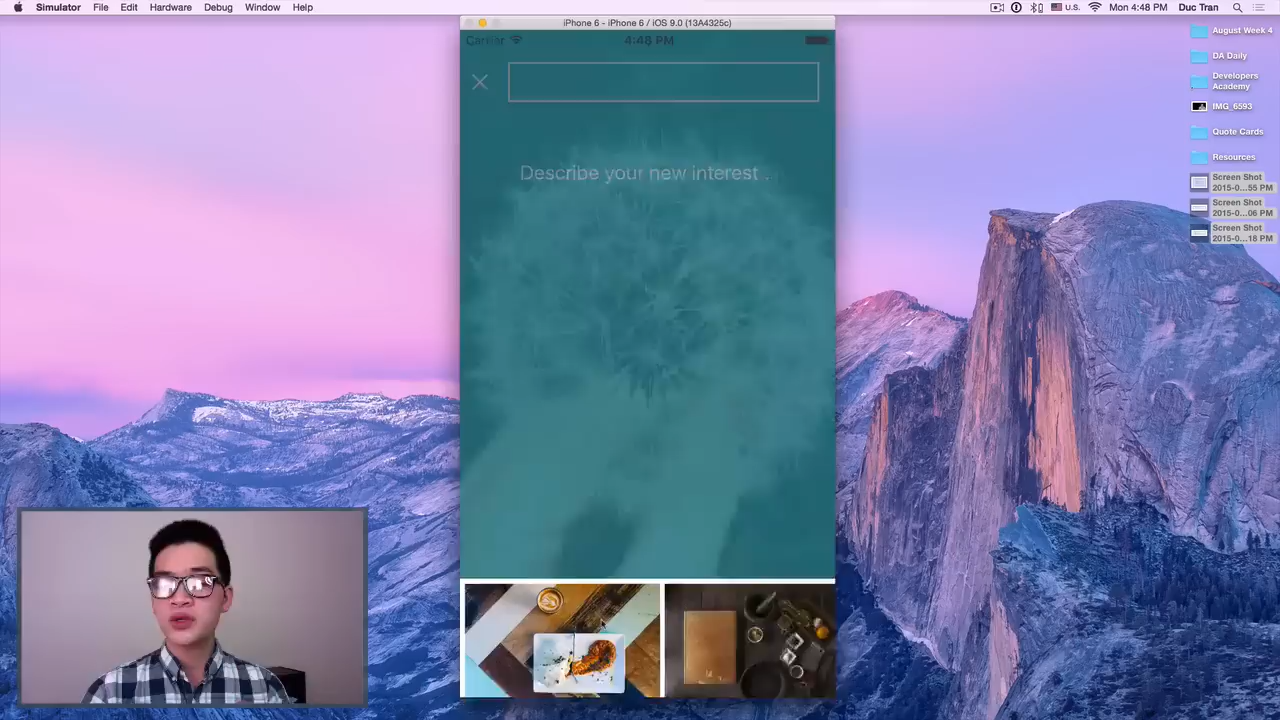 Simulator File Edit Hardware Debug Window Help
U.S. Mon 4:48 PM Duc Tran
iPhone 6 - iPhone 6 / iOS 9.0 (13A4325c)
Carrier 4:48 PM
Describe your new interest ..
August Week 4
DA Daily
Developers
Academy
IMG_6593
Quote Cards
Resources
Screen Shot
2015-0...55 PM
Screen Shot
2015-0...06 PM
Screen Shot
2015-0...18 PM